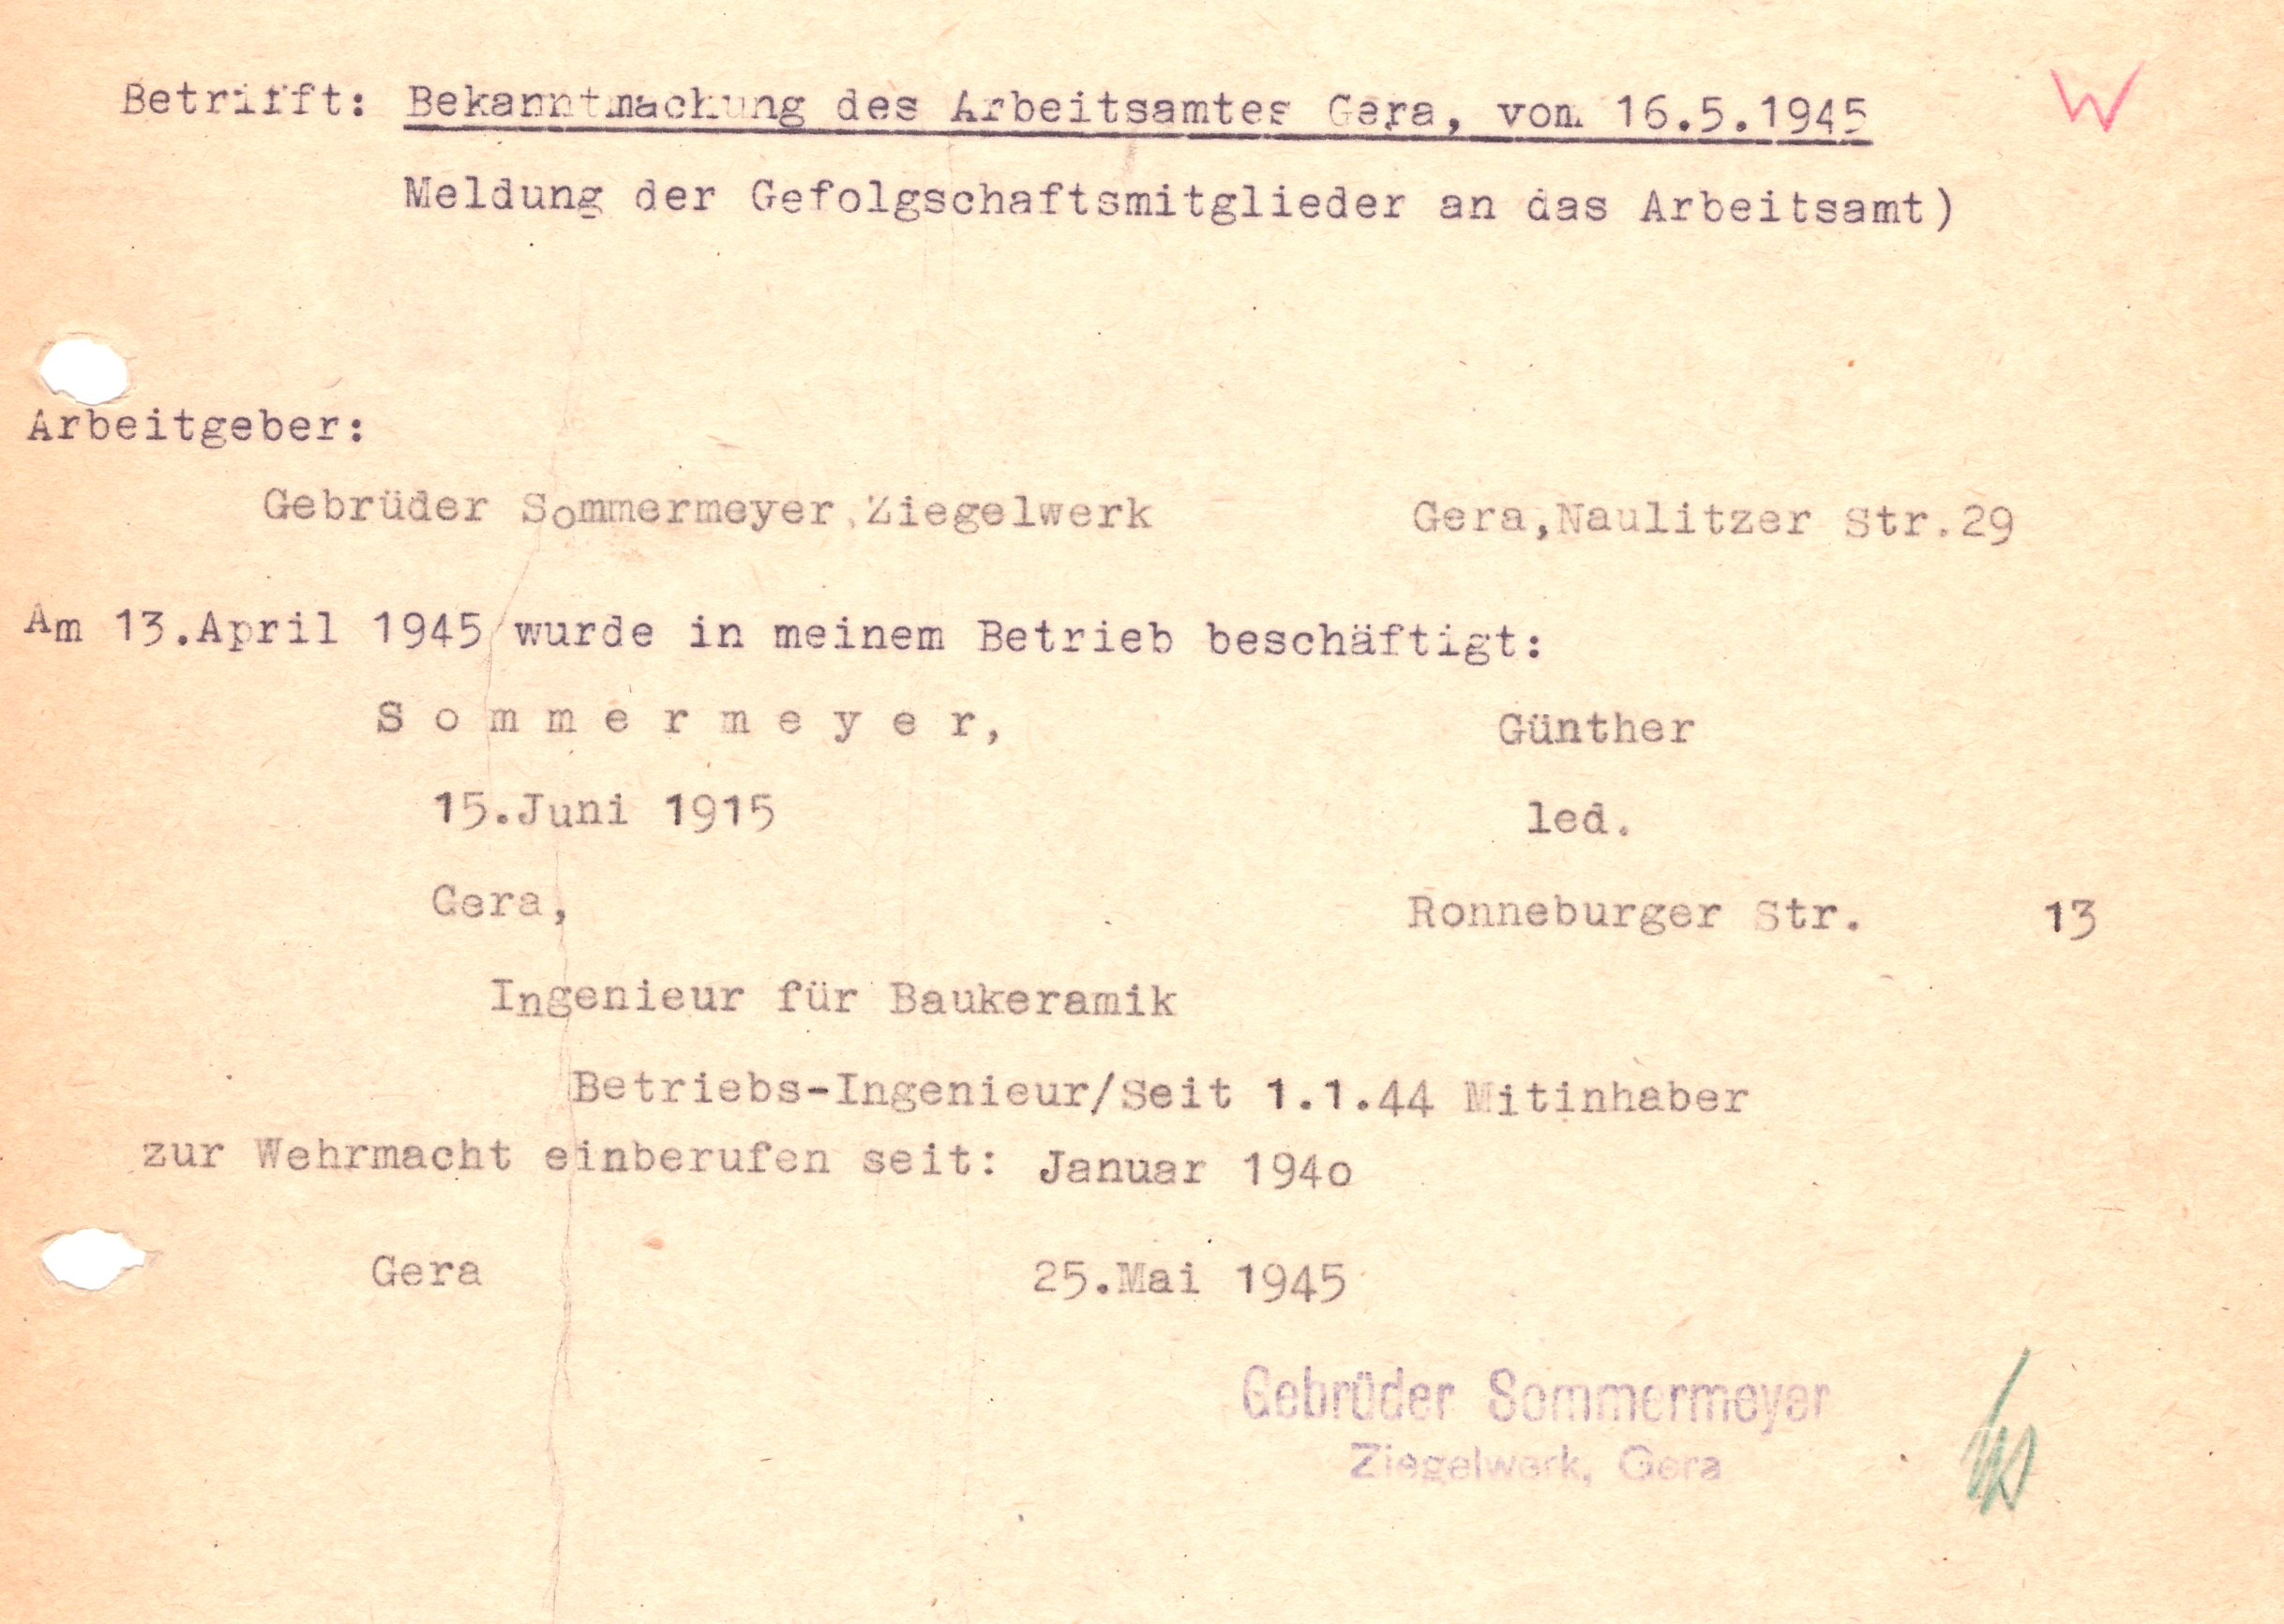 Betrifft: Bekanntmachung des Arbeitsamtes Gera, vom 16.5.1945 W
Meldung der Gefolgschaftsmitglieder an das Arbeitsamt)
Arbeitgeber:
Gebrüder Sommermeyer,Ziegelwerk Gera,Naulitzer Str.29
Am 13.April 1945 wurde in meinem Betrieb beschäftigt:
S o m m e r m e y e r, Günther
15.Juni 1915 led.
Gera, Ronneburger Str. 13
Ingenieur für Baukeramik
Betriebs-Ingenieur/Seit 1.1.44 Mitinhaber
zur Wehrmacht einberufen seit: Januar 194o
Gera 25.Mai 1945
Gebrüder Sommermeyer
Ziegelwerk, Gera